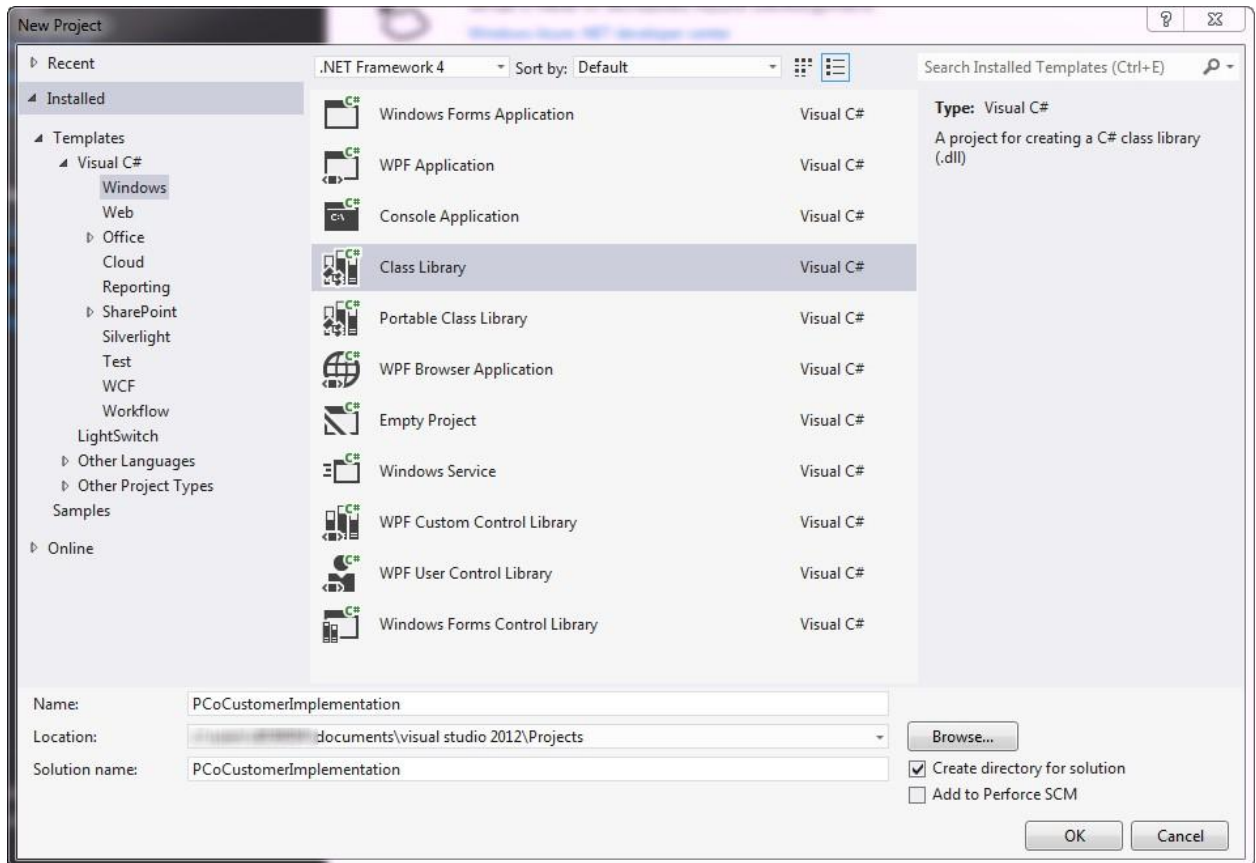 New Project
Recent
Installed
Templates
Visual C#
Windows
Web
Office
Cloud
Reporting
SharePoint
Silverlight
Test
WCF
Workflow
LightSwitch
Other Languages
Other Project Types
Samples
Online
.NET Framework 4 Sort by: Default
Windows Forms Application Visual C#
WPF Application Visual C#
Console Application Visual C#
Class Library Visual C#
Portable Class Library Visual C#
WPF Browser Application Visual C#
Empty Project Visual C#
Windows Service Visual C#
WPF Custom Control Library Visual C#
WPF User Control Library Visual C#
Windows Forms Control Library Visual C#
Search Installed Templates (Ctrl+E)
Type: Visual C#
A project for creating a C# class library
(.dll)
Name: PCoCustomerImplementation
Location: documents\visual studio 2012\Projects
Browse...
Solution name: PCoCustomerImplementation
Create directory for solution
Add to Perforce SCM
OK Cancel